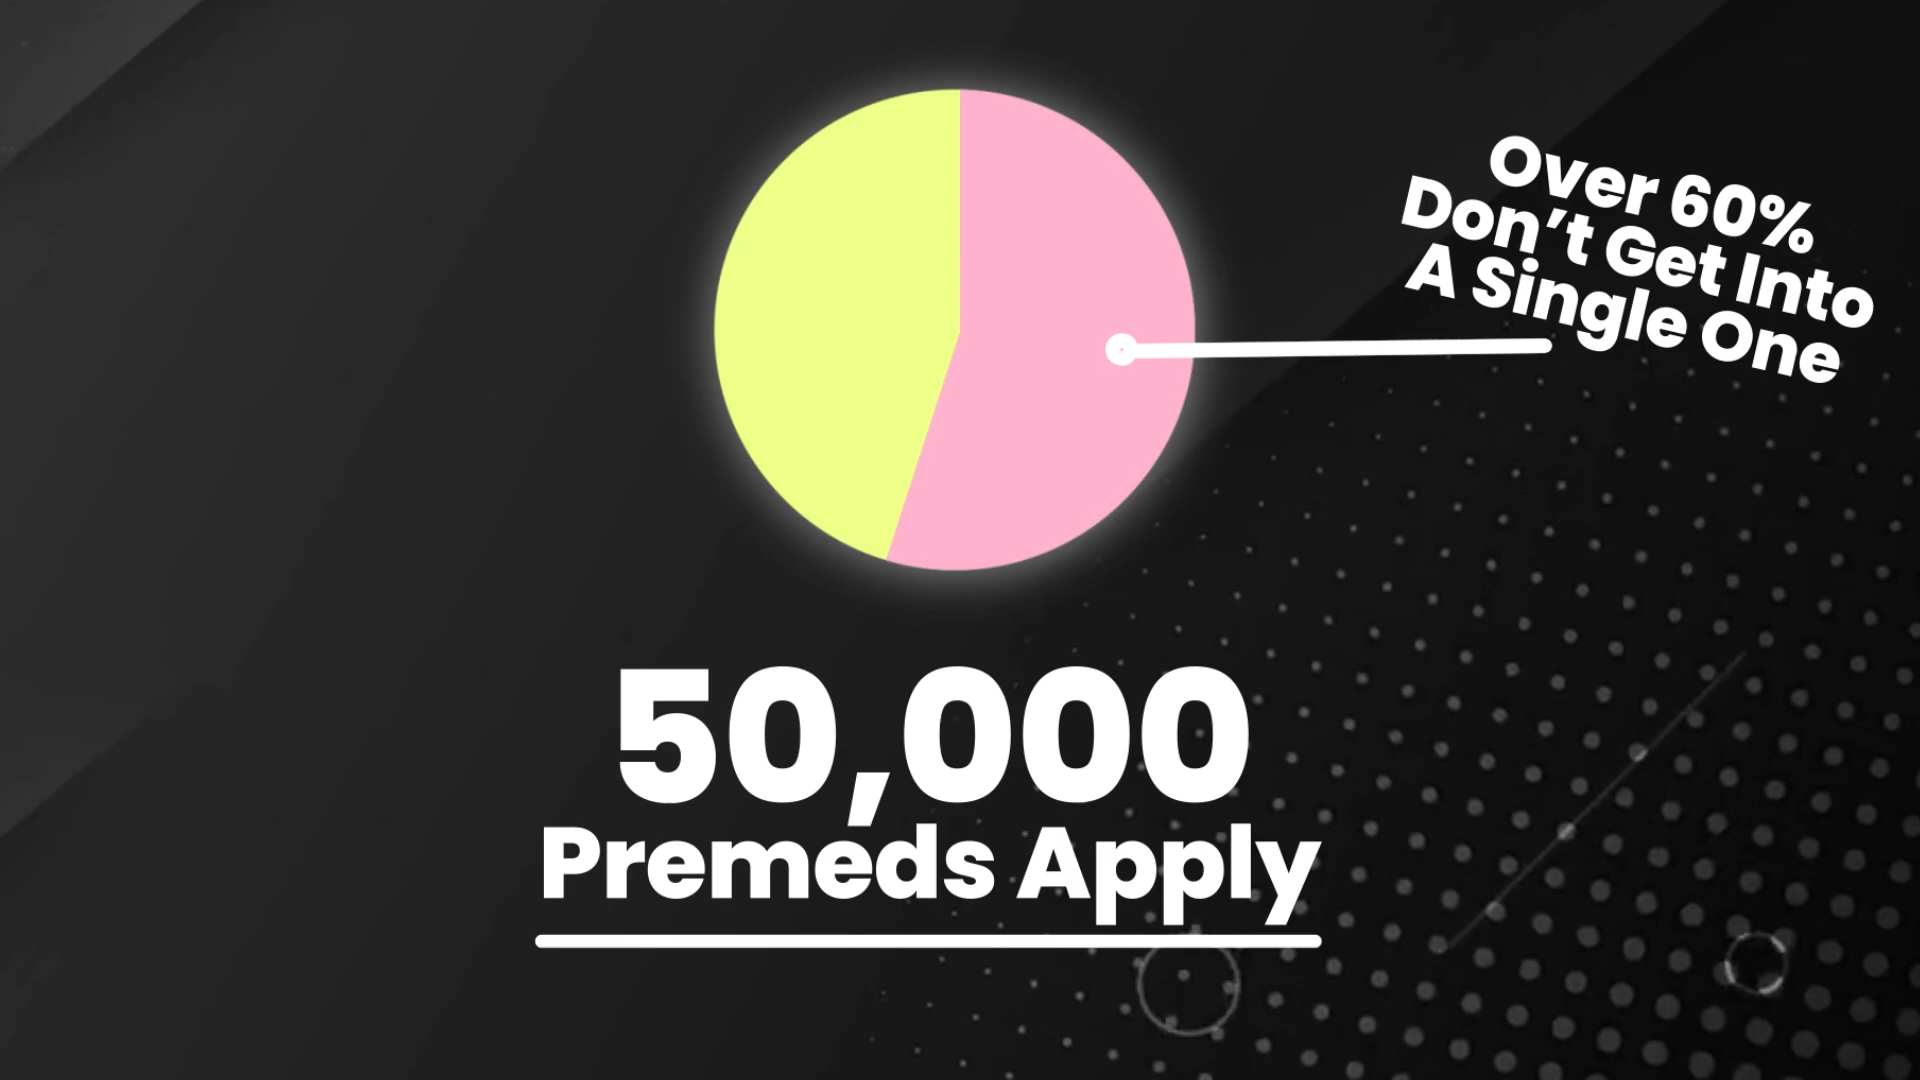 Over 60%
Don’t Get Into
A Single One
50,000
Premeds Apply